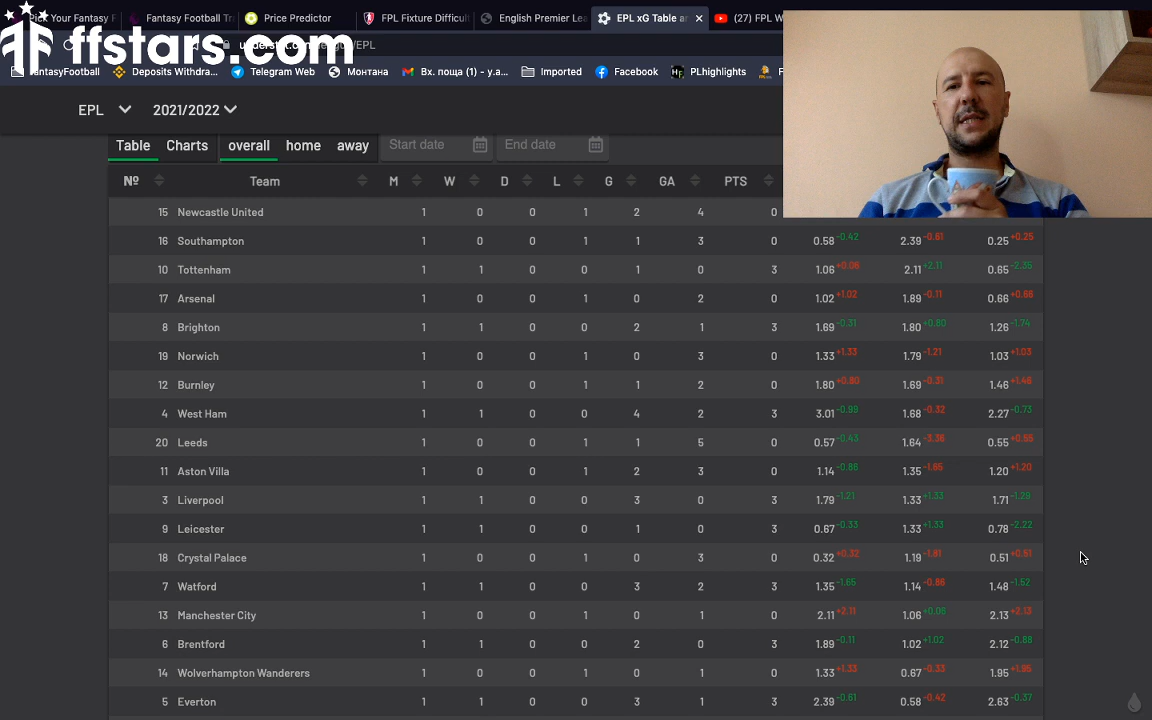 Pick Your Fantasy F
Fantasy Football Tr
Price Predictor
FPL Fixture Difficult
English Premier Lea
EPL xG Table an
(27) FPL W
ffstars.com
/EPL
FantasyFootball
Deposits Withdra...
Telegram Web
Монтана
Вх. поща (1) - y.a...
Imported
Facebook
PLhighlights
EPL 2021/2022
Table Charts overall home away Start date End date
№ Team M W D L G GA PTS
15 Newcastle United 1 0 0 1 2 4 0
16 Southampton 1 0 0 1 1 3 0 0.58 -0.42 2.39 -0.61 0.25 +0.25
10 Tottenham 1 1 0 0 1 0 3 1.06 +0.06 2.11 +2.11 0.65 -2.35
17 Arsenal 1 0 0 1 0 2 0 1.02 +1.02 1.89 -0.11 0.66 +0.66
8 Brighton 1 1 0 0 2 1 3 1.69 -0.31 1.80 +0.80 1.26 -1.74
19 Norwich 1 0 0 1 0 3 0 1.33 +1.33 1.79 -1.21 1.03 +1.03
12 Burnley 1 0 0 1 1 2 0 1.80 +0.80 1.69 -0.31 1.46 +1.46
4 West Ham 1 1 0 0 4 2 3 3.01 -0.99 1.68 -0.32 2.27 -0.73
20 Leeds 1 0 0 1 1 5 0 0.57 -0.43 1.64 -3.36 0.55 +0.55
11 Aston Villa 1 0 0 1 2 3 0 1.14 -0.86 1.35 -1.65 1.20 +1.20
3 Liverpool 1 1 0 0 3 0 3 1.79 -1.21 1.33 +1.33 1.71 -1.29
9 Leicester 1 1 0 0 1 0 3 0.67 -0.33 1.33 +1.33 0.78 -2.22
18 Crystal Palace 1 0 0 1 0 3 0 0.32 +0.32 1.19 -1.81 0.51 +0.51
7 Watford 1 1 0 0 3 2 3 1.35 -1.65 1.14 -0.86 1.48 -1.52
13 Manchester City 1 0 0 1 0 1 0 2.11 +2.11 1.06 +0.06 2.13 +2.13
6 Brentford 1 1 0 0 2 0 3 1.89 -0.11 1.02 +1.02 2.12 -0.88
14 Wolverhampton Wanderers 1 0 0 1 0 1 0 1.33 +1.33 0.67 -0.33 1.95 +1.95
5 Everton 1 1 0 0 3 1 3 2.39 -0.61 0.58 -0.42 2.63 -0.37